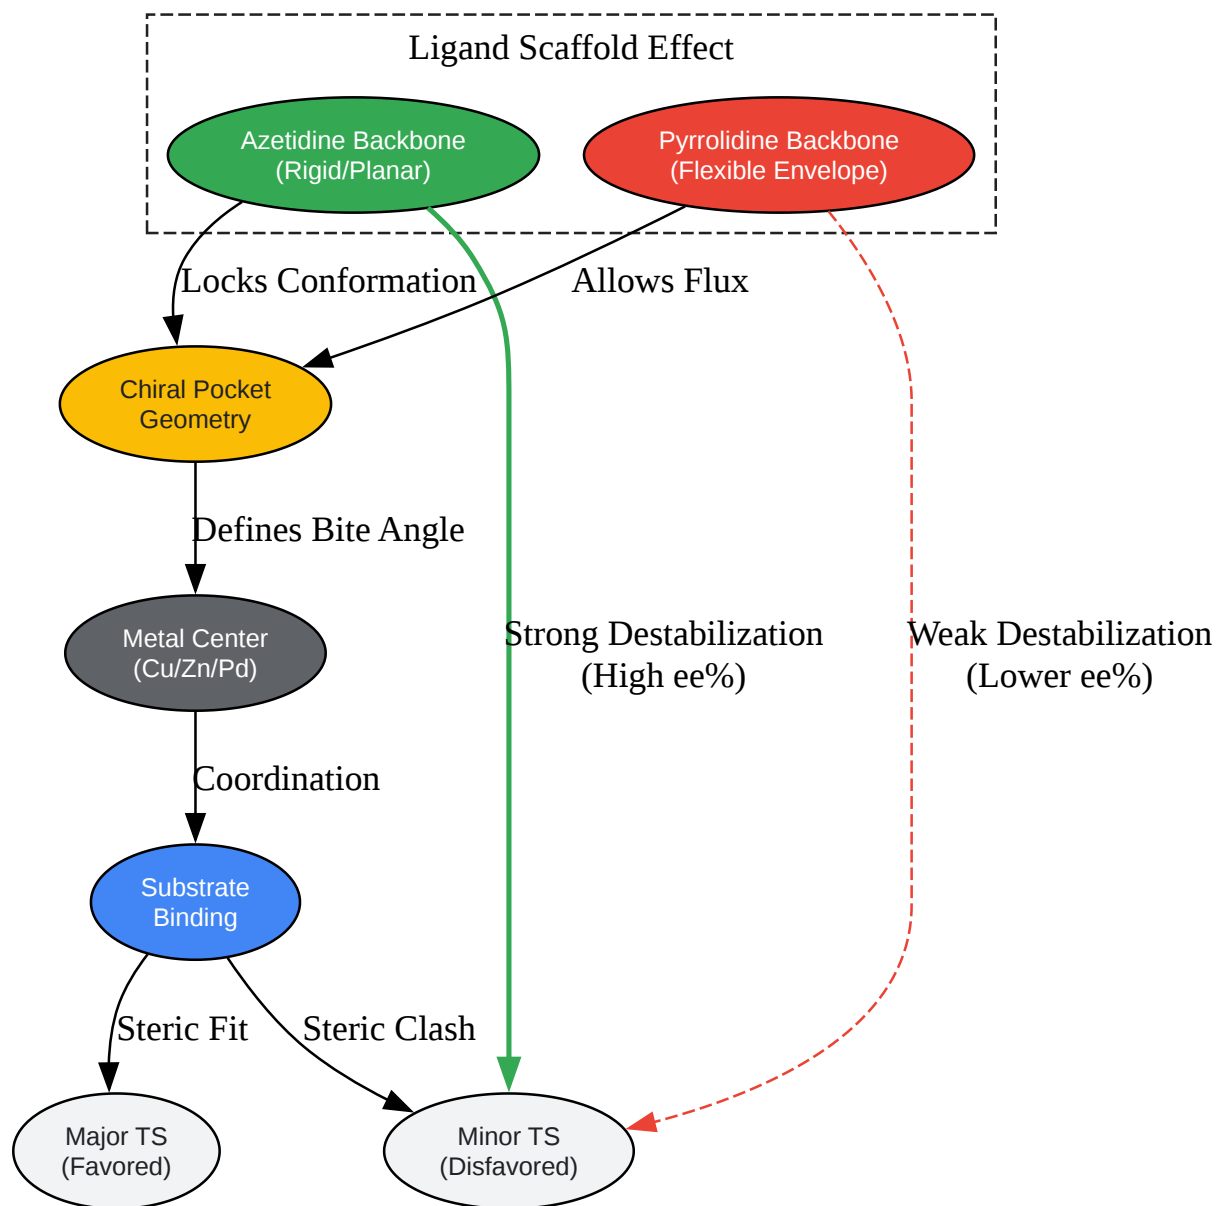 Ligand Scaffold Effect
Azetidine Backbone
(Rigid/Planar)
Pyrrolidine Backbone
(Flexible Envelope)
Locks Conformation
Allows Flux
Chiral Pocket
Geometry
Defines Bite Angle
Metal Center
(Cu/Zn/Pd)
Strong Destabilization
(High ee%)
Weak Destabilization
(Lower ee%)
Coordination
Substrate
Binding
Steric Fit
Steric Clash
Major TS
(Favored)
Minor TS
(Disfavored)